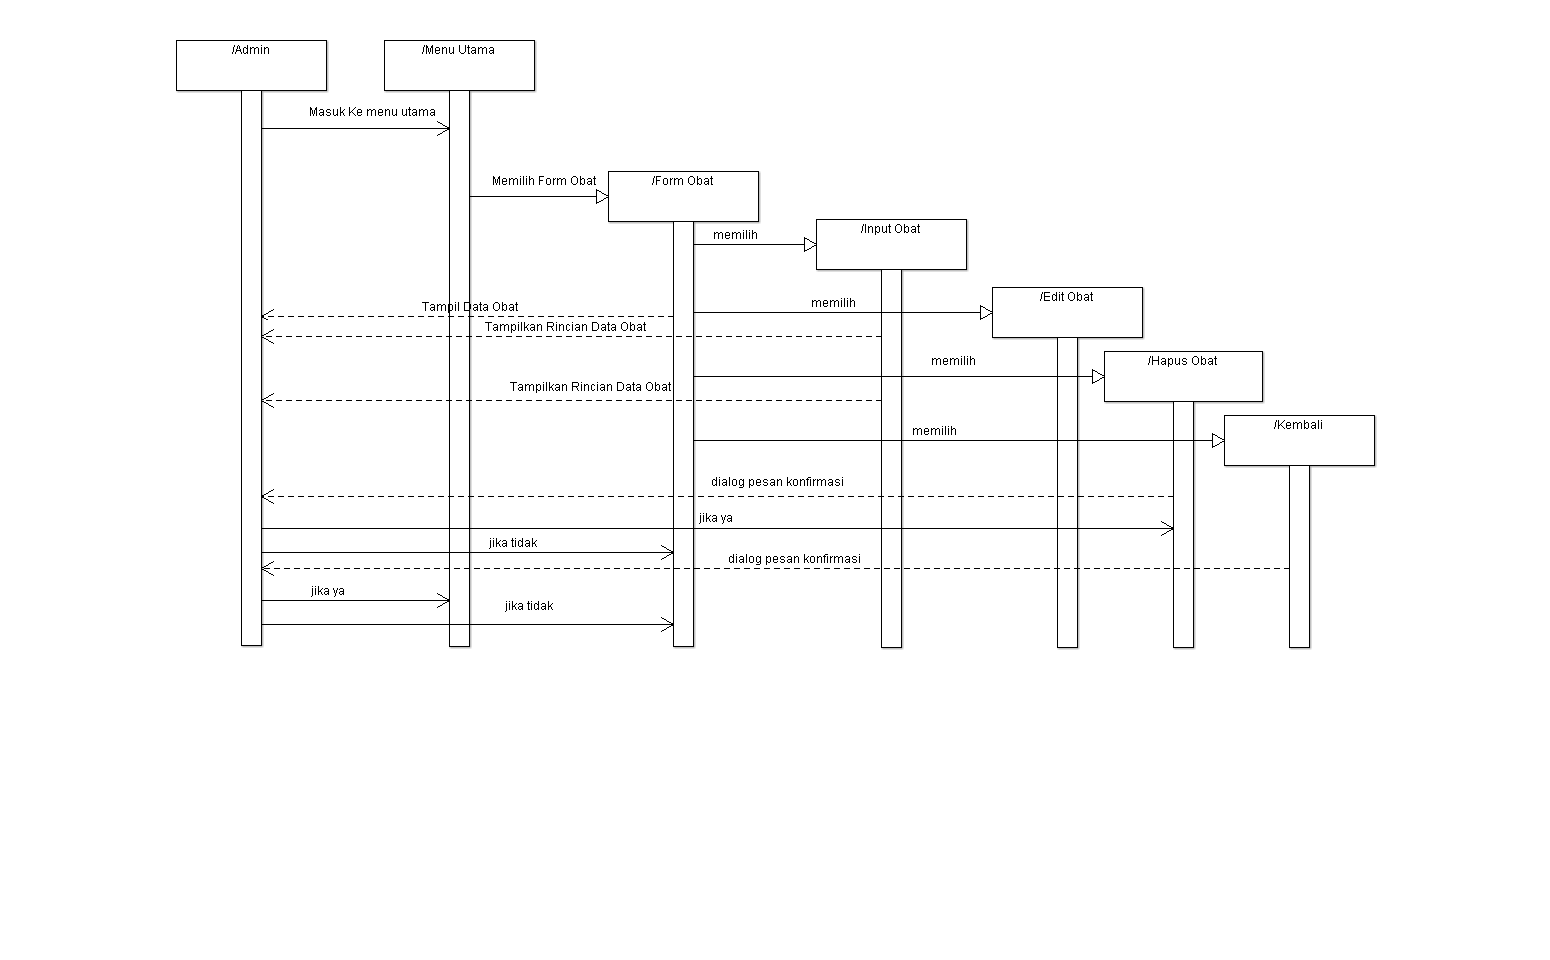 /Admin
/Menu Utama
Masuk Ke menu utama
Memilih Form Obat
/Form Obat
memilih
/Input Obat
/Edit Obat
memilih
Tampil Data Obat
Tampilkan Rincian Data Obat
memilih
/Hapus Obat
Tampilkan Rincian Data Obat
memilih
/Kembali
dialog pesan konfirmasi
jika ya
jika tidak
dialog pesan konfirmasi
jika ya
jika tidak